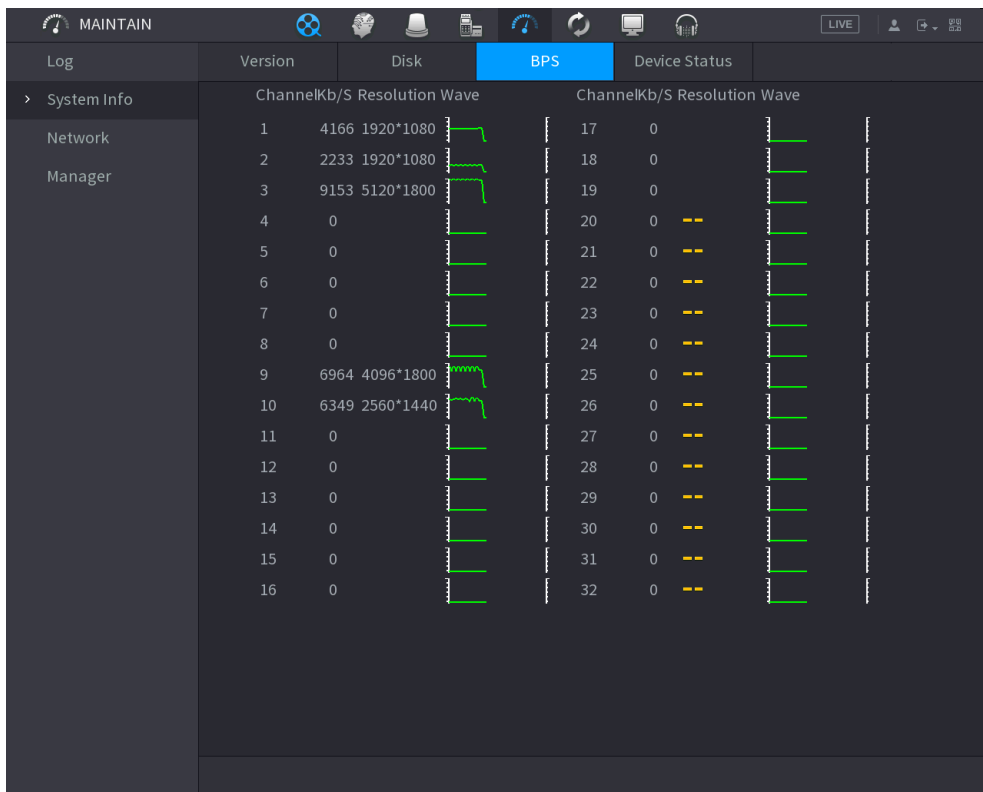 MAINTAIN LIVE
Log
System Info
Network
Manager
Version Disk BPS Device Status
ChannelKb/S Resolution Wave ChannelKb/S Resolution Wave
1 4166 1920*1080 17 0
2 2233 1920*1080 18 0
3 9153 5120*1800 19 0
4 0 20 0 --
5 0 21 0 --
6 0 22 0 --
7 0 23 0 --
8 0 24 0 --
9 6964 4096*1800 25 0 --
10 6349 2560*1440 26 0 --
11 0 27 0 --
12 0 28 0 --
13 0 29 0 --
14 0 30 0 --
15 0 31 0 --
16 0 32 0 --